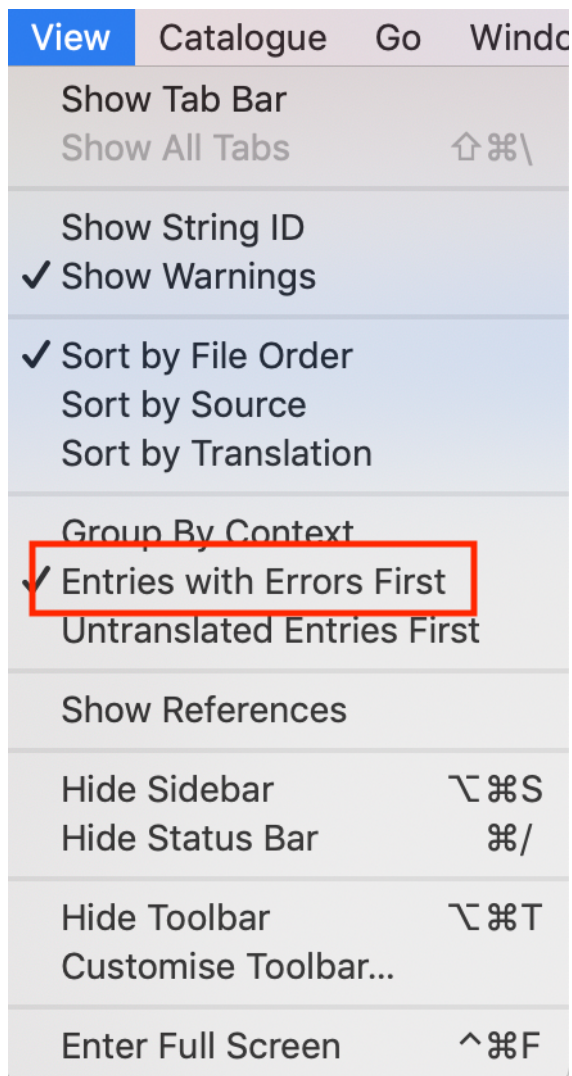 View Catalogue Go Windo
Show Tab Bar
Show All Tabs ⇧⌘\
Show String ID
✓ Show Warnings
✓ Sort by File Order
Sort by Source
Sort by Translation
Group By Context
✓ Entries with Errors First
Untranslated Entries First
Show References
Hide Sidebar ⌥⌘S
Hide Status Bar ⌘/
Hide Toolbar ⌥⌘T
Customise Toolbar...
Enter Full Screen ^⌘F